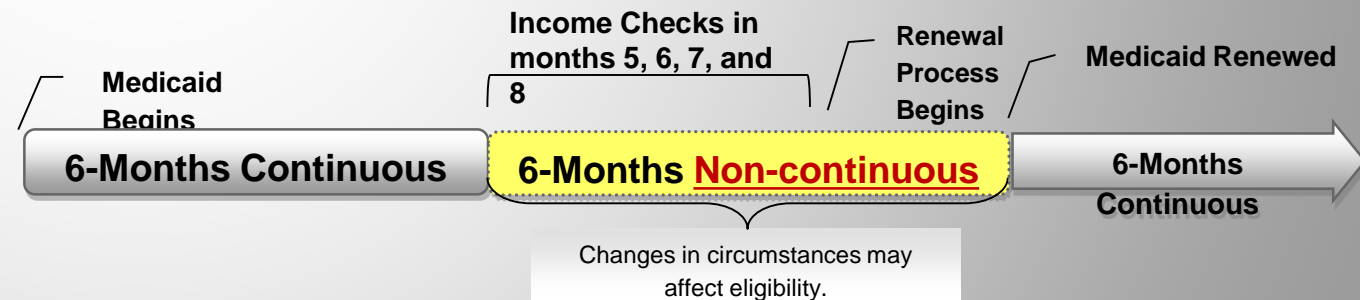 Medicaid
Begins
Income Checks in
months 5, 6, 7, and
8
Renewal
Process
Begins
Medicaid Renewed
6-Months Continuous
6-Months Non-continuous
6-Months
Continuous
Changes in circumstances may
affect eligibility.